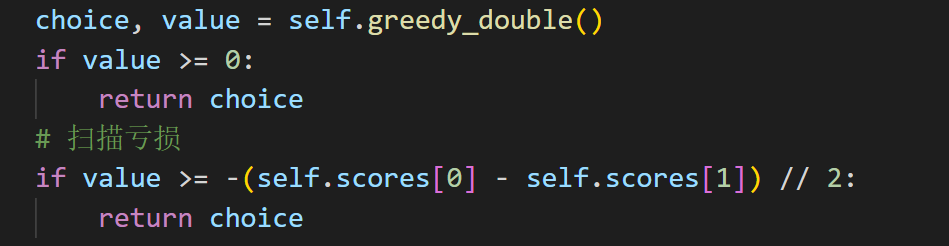 choice, value = self.greedy_double()
if value >= 0:
    return choice
# 扫描亏损
if value >= -(self.scores[0] - self.scores[1]) // 2:
    return choice